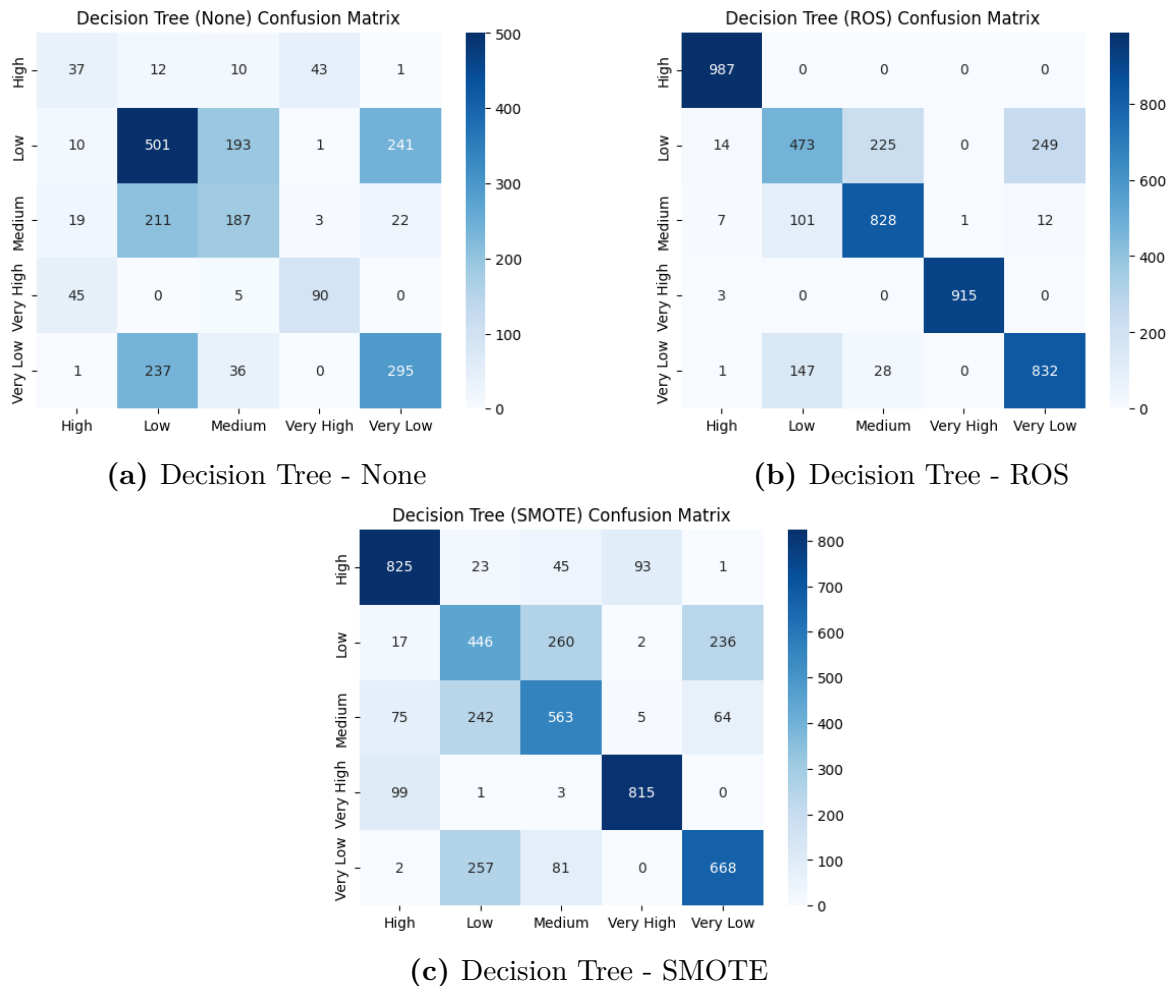 Decision Tree (None) Confusion Matrix
High 37 12 10 43 1
Low 10 501 193 1 241
Medium 19 211 187 3 22
Very High 45 0 5 90 0
Very Low 1 237 36 0 295
High Low Medium Very High Very Low
500
400
300
200
100
0
(a) Decision Tree - None
Decision Tree (ROS) Confusion Matrix
High 987 0 0 0 0
Low 14 473 225 0 249
Medium 7 101 828 1 12
Very High 3 0 0 915 0
Very Low 1 147 28 0 832
High Low Medium Very High Very Low
800
600
400
200
0
(b) Decision Tree - ROS
Decision Tree (SMOTE) Confusion Matrix
High 825 23 45 93 1
Low 17 446 260 2 236
Medium 75 242 563 5 64
Very High 99 1 3 815 0
Very Low 2 257 81 0 668
High Low Medium Very High Very Low
800
700
600
500
400
300
200
100
0
(c) Decision Tree - SMOTE